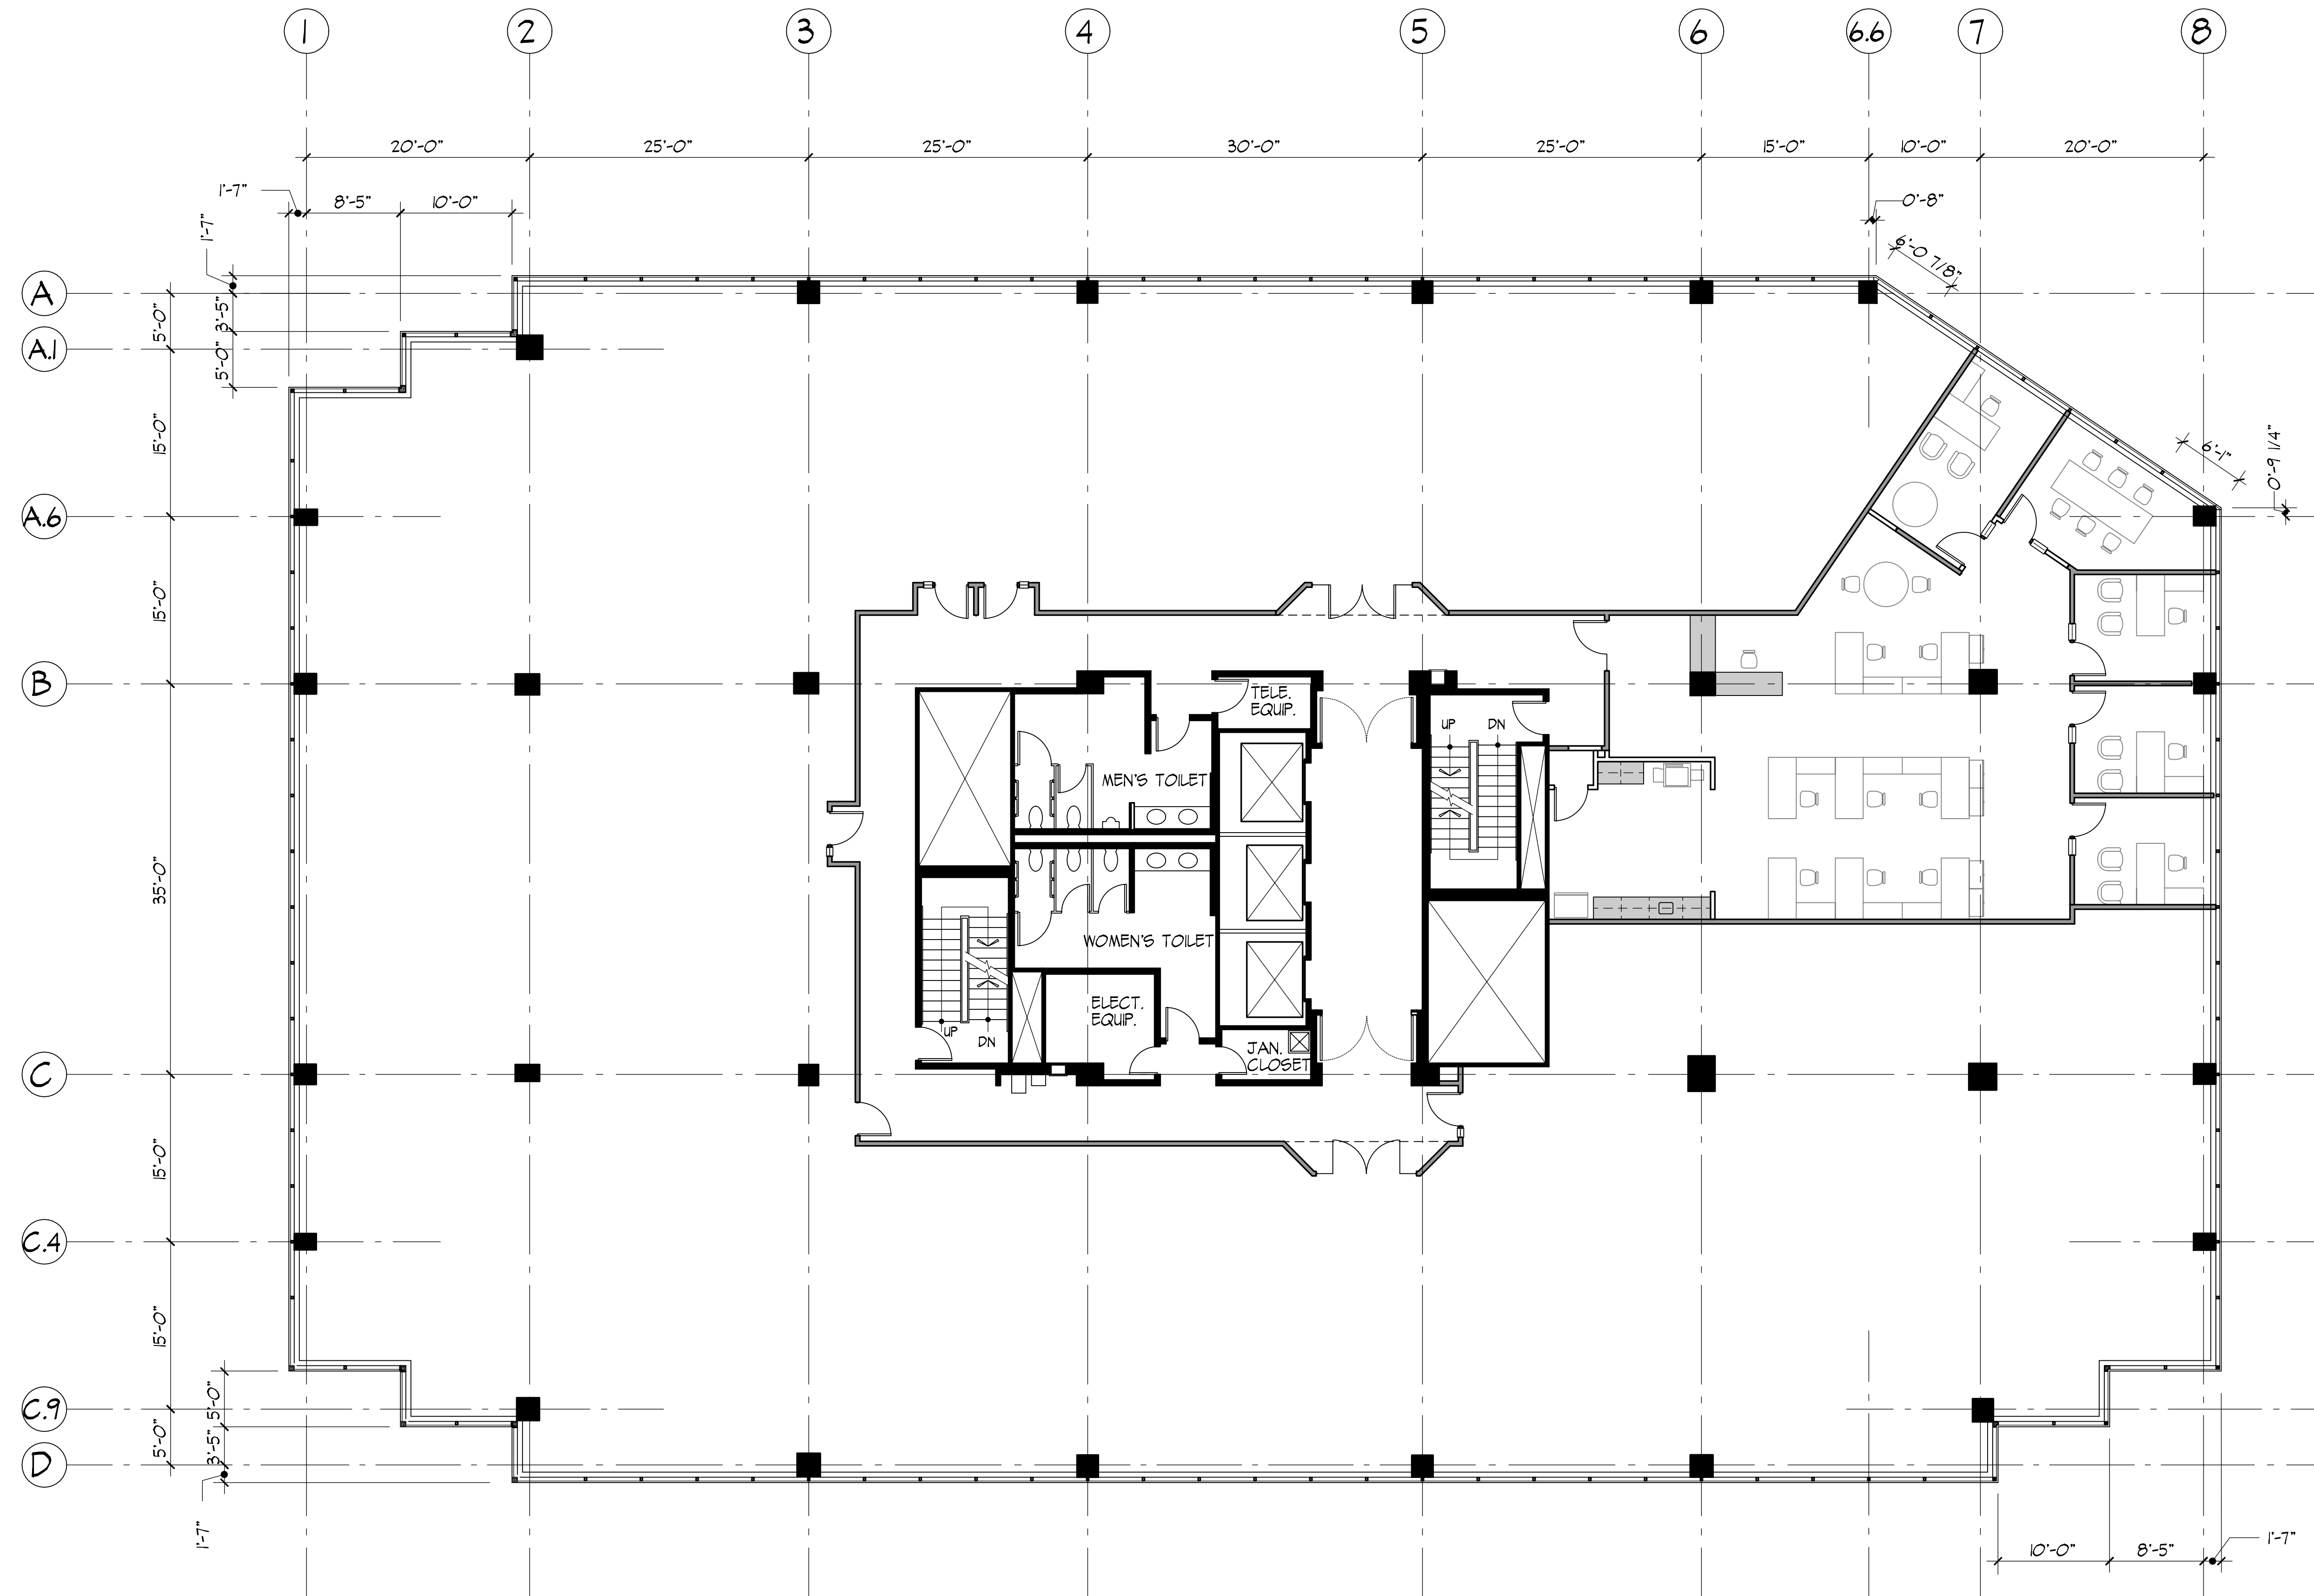 1
2
3
4
5
6
6.6
7
8
20'-0"
25'-0"
25'-0"
30'-0"
25'-0"
15'-0"
10'-0"
20'-0"
1'-7"
8'-5"
10'-0"
0'-8"
1'-7"
6'-0 7/8"
A
5'-0"
3'-5"
A.1
5'-0"
15'-0"
6'-1"
0'-9 1/4"
A.6
15'-0"
B
TELE.
EQUIP.
UP
DN
MEN'S TOILET
35'-0"
WOMEN'S TOILET
ELECT.
EQUIP.
UP
DN
JAN.
CLOSET
C
15'-0"
C.4
15'-0"
5'-0"
C.9
3'-5"
5'-0"
D
1'-7"
10'-0"
8'-5"
1'-7"